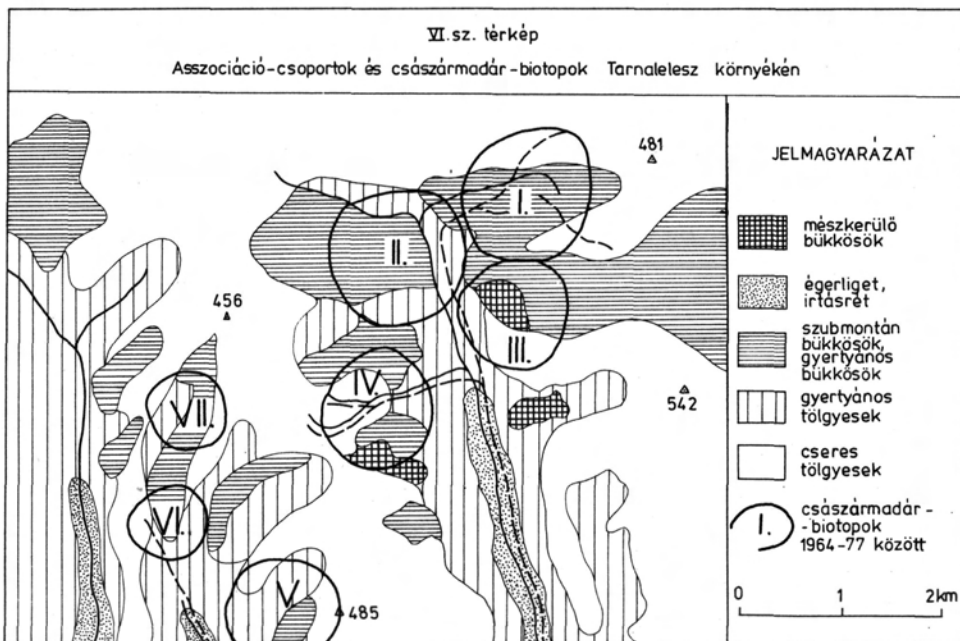 VI.sz. térkép
Asszociáció-csoportok és császármadár-biotopok Tarnalelesz környékén
481
I.
II.
456
III.
IV.
542
VII.
VI.
V.
485
JELMAGYARÁZAT
mészkerülő
bükkösök
égerliget,
irtásrét
szubmontán
bükkösök,
gyertyános
bükkösök
gyertyános
tölgyesek
cseres
tölgyesek
I.
császármadár-
-biotopok
1964-77 között
0 1 2km